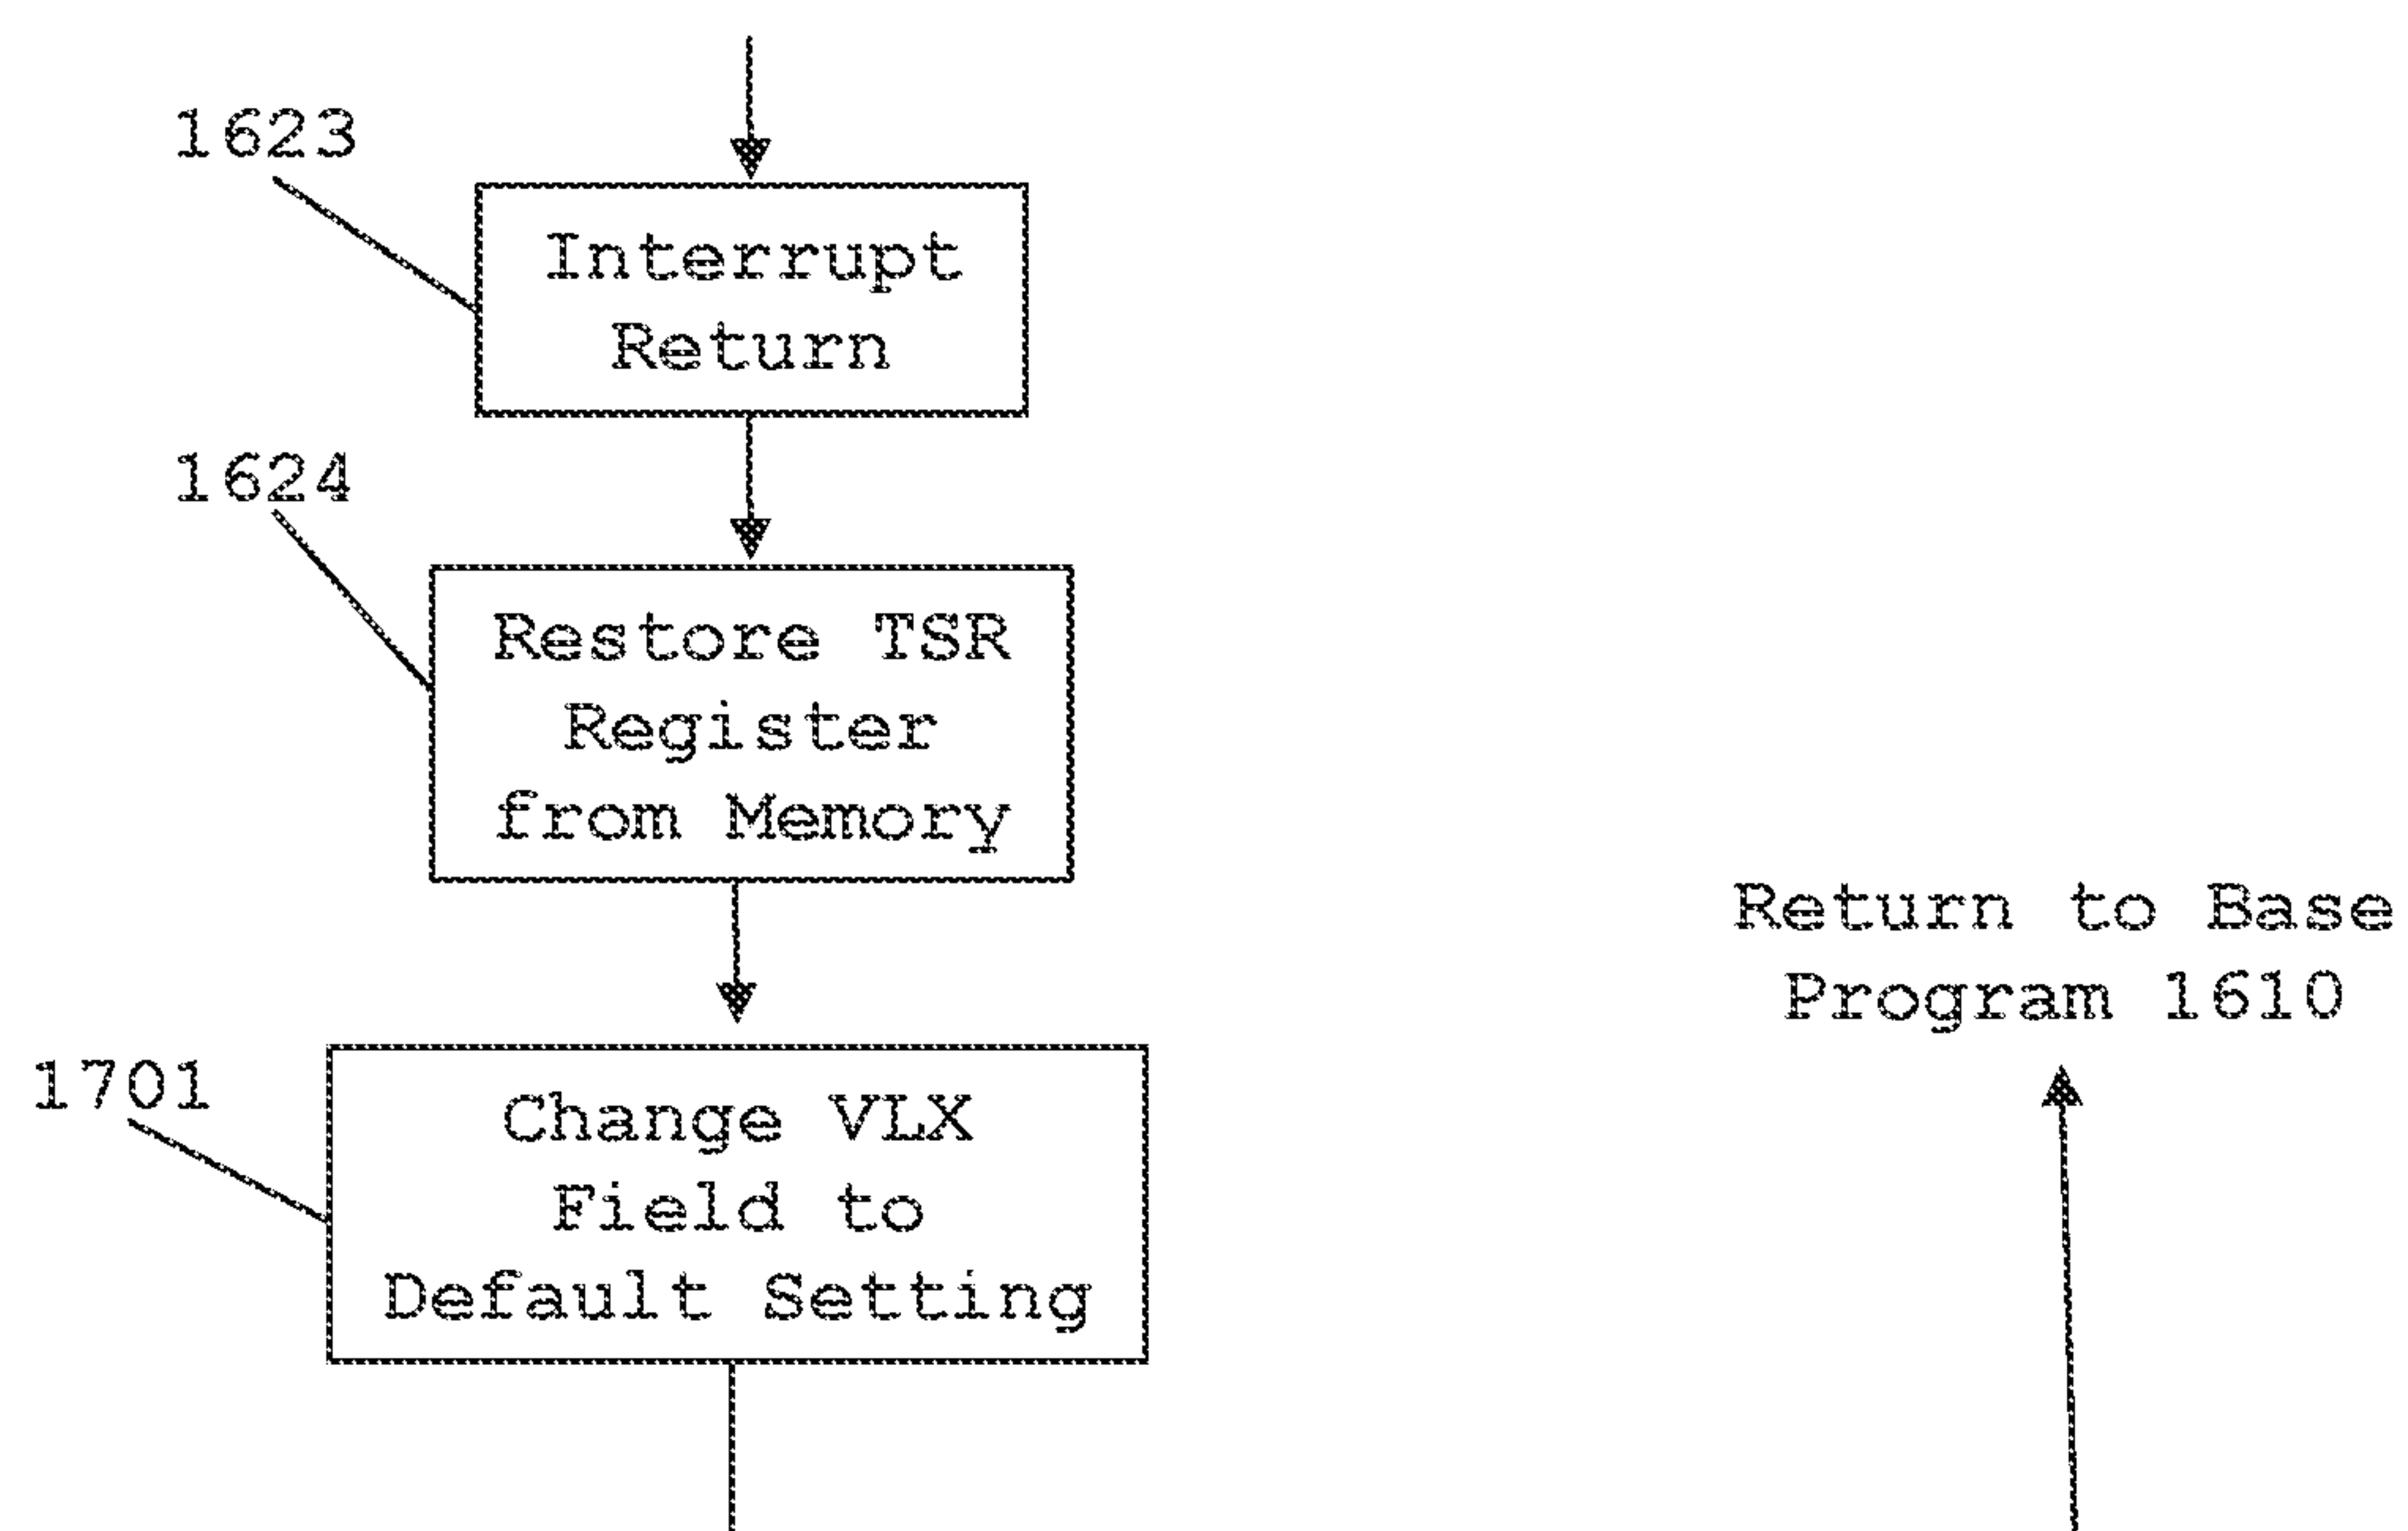 1623
Interrupt
Return
1624
Restore TSR
Register
from Memory
Return to Base
Program 1610
1701
Change VLX
Field to
Default Setting